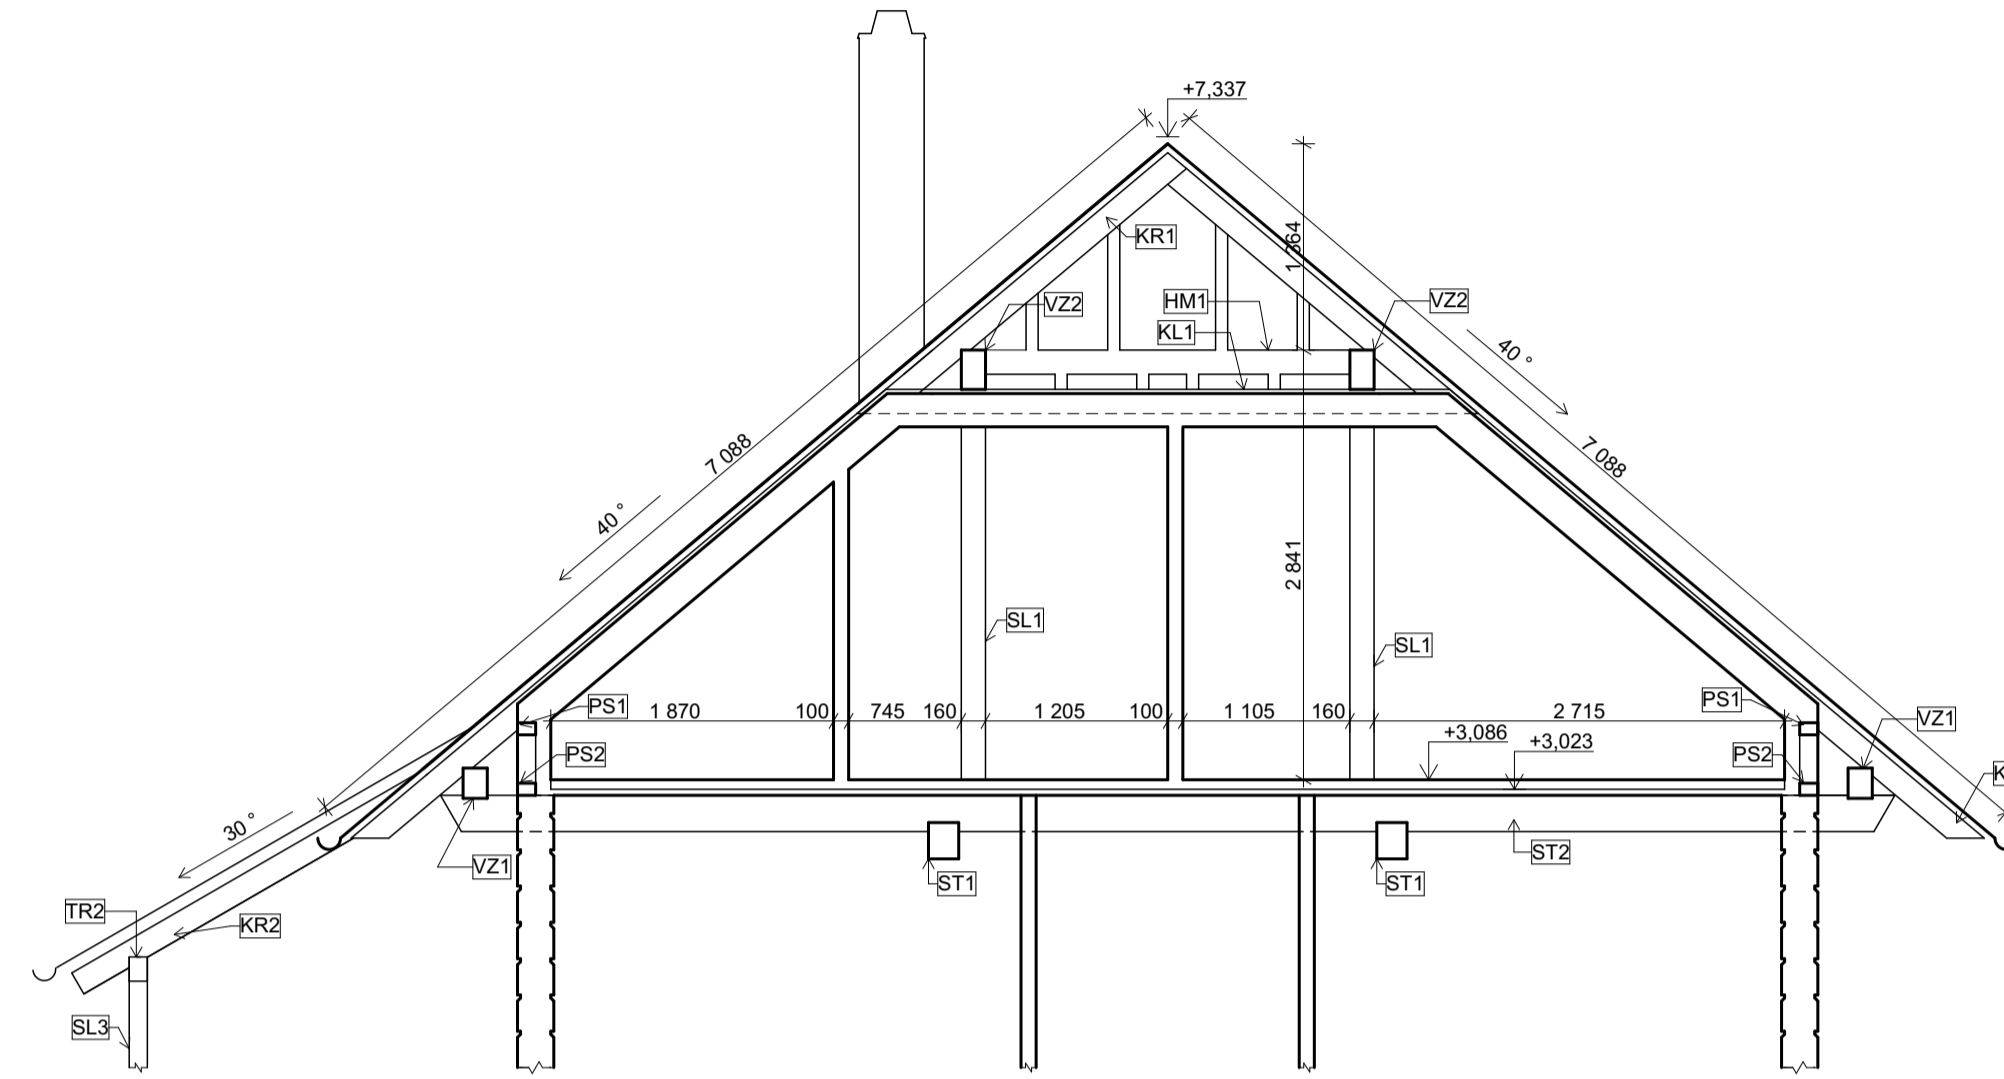 +7,337
KR1
1 364
VZ2
HM1
VZ2
KL1
40 °
7 088
7 088
40 °
2 841
SL1
SL1
PS1
1 870
100
745
160
1 205
100
1 105
160
2 715
PS1
VZ1
+3,086
+3,023
PS2
PS2
K
30 °
VZ1
ST1
ST1
ST2
TR2
KR2
SL3